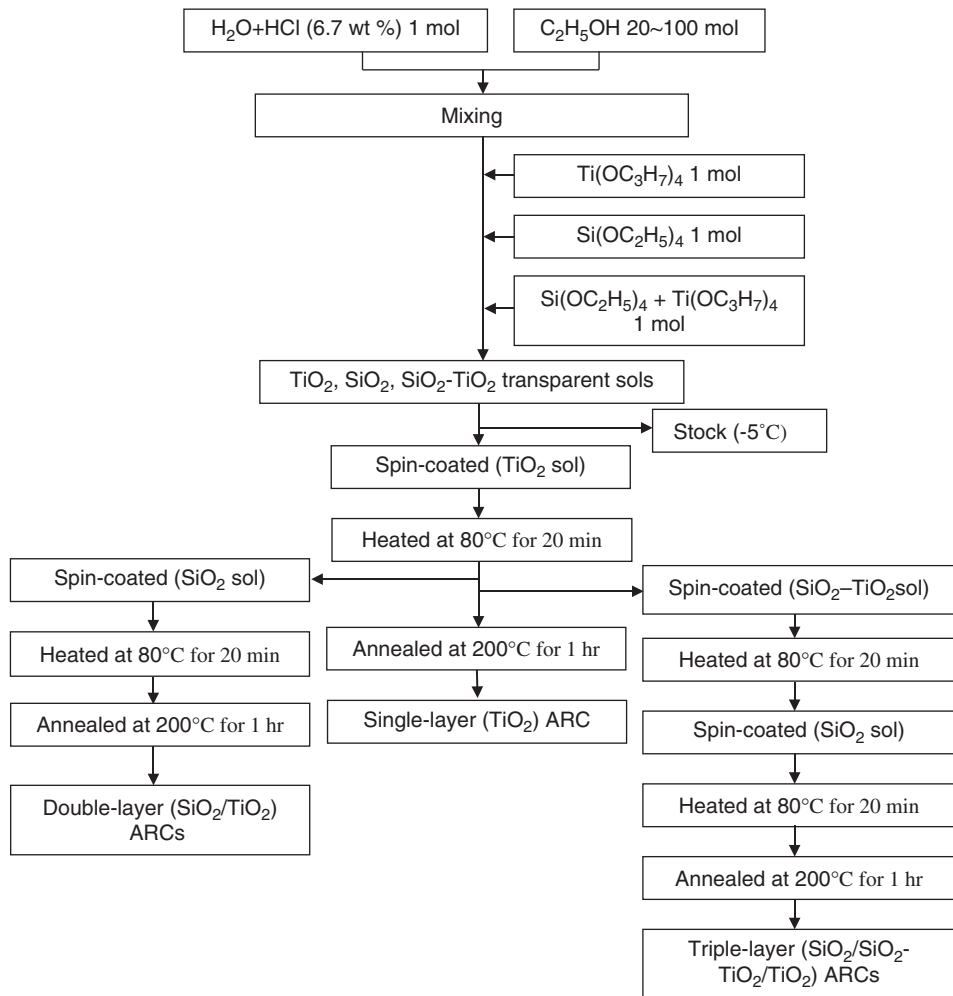 H₂O+HCl (6.7 wt %) 1 mol
C₂H₅OH 20~100 mol
Mixing
Ti(OC₃H₇)₄ 1 mol
Si(OC₂H₅)₄ 1 mol
Si(OC₂H₅)₄ + Ti(OC₃H₇)₄
1 mol
TiO₂, SiO₂, SiO₂-TiO₂ transparent sols
Stock (-5°C)
Spin-coated (TiO₂ sol)
Heated at 80°C for 20 min
Spin-coated (SiO₂ sol)
Heated at 80°C for 20 min
Annealed at 200°C for 1 hr
Double-layer (SiO₂/TiO₂)
ARCs
Annealed at 200°C for 1 hr
Single-layer (TiO₂) ARC
Spin-coated (SiO₂–TiO₂sol)
Heated at 80°C for 20 min
Spin-coated (SiO₂ sol)
Heated at 80°C for 20 min
Annealed at 200°C for 1 hr
Triple-layer (SiO₂/SiO₂-
TiO₂/TiO₂) ARCs